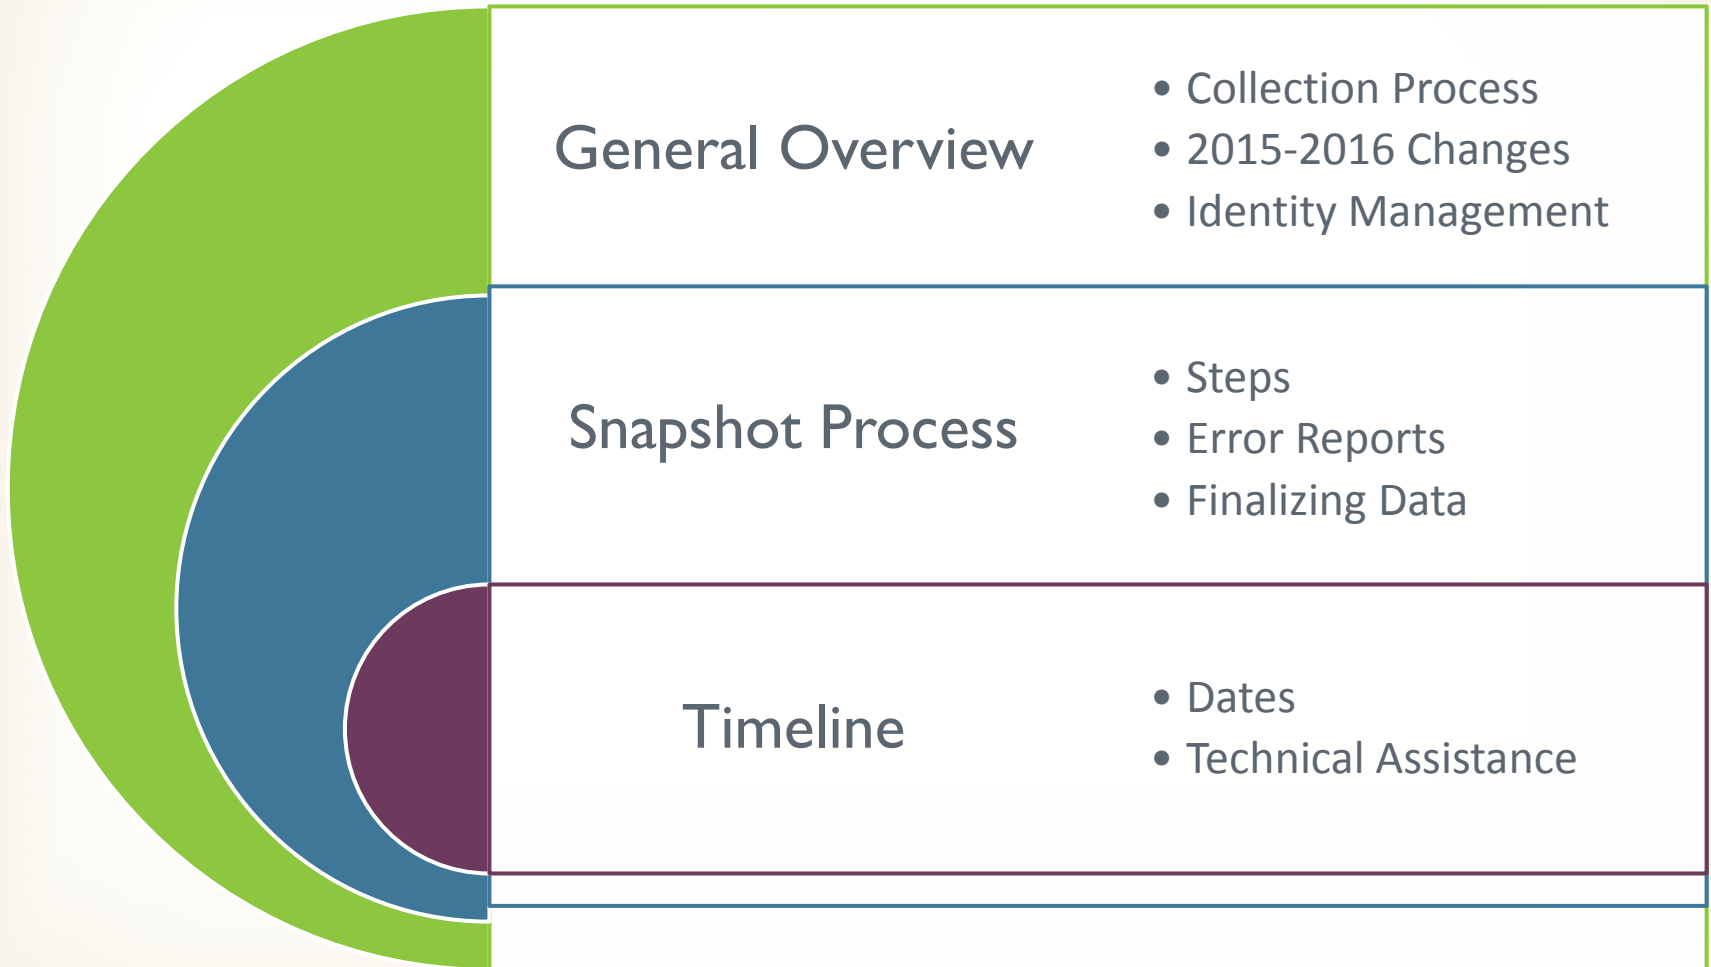 General Overview
• Collection Process
• 2015-2016 Changes
• Identity Management
Snapshot Process
• Steps
• Error Reports
• Finalizing Data
Timeline
• Dates
• Technical Assistance